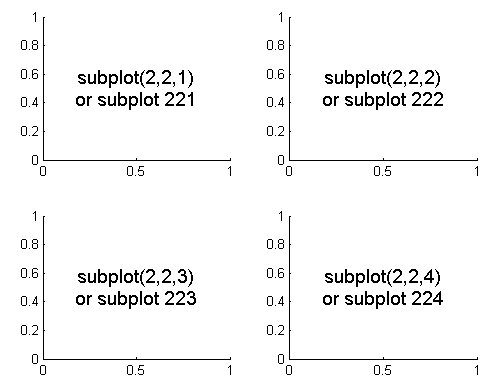 1
0.8
0.6
0.4
0.2
0
0 0.5 1
subplot(2,2,1)
or subplot 221
1
0.8
0.6
0.4
0.2
0
0 0.5 1
subplot(2,2,2)
or subplot 222
1
0.8
0.6
0.4
0.2
0
0 0.5 1
subplot(2,2,3)
or subplot 223
1
0.8
0.6
0.4
0.2
0
0 0.5 1
subplot(2,2,4)
or subplot 224